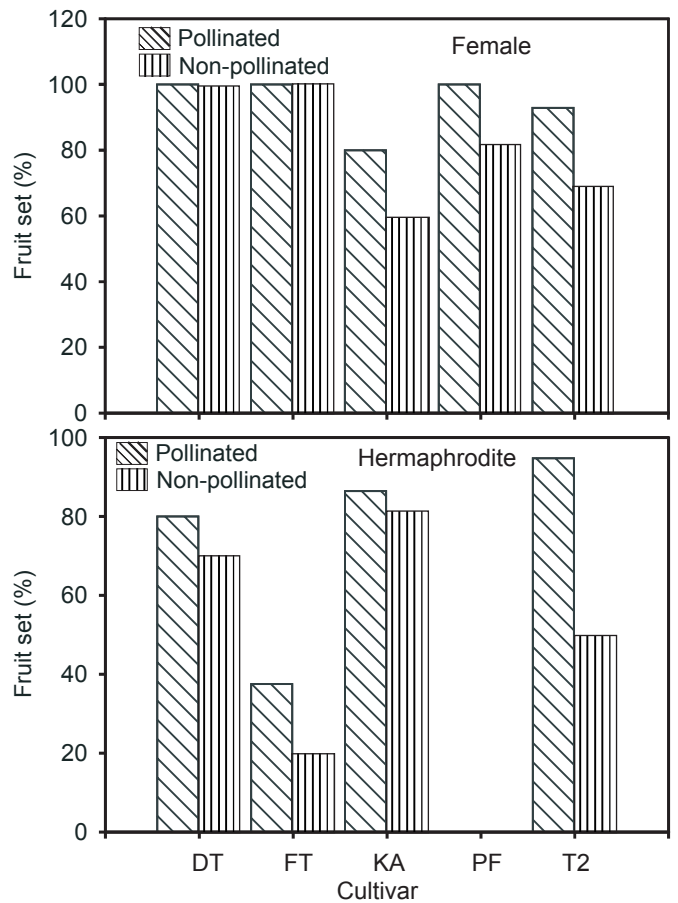 120
100
80
60
40
20
0
Fruit set (%)
Pollinated
Non-pollinated
Female
100
80
60
40
20
0
Fruit set (%)
Pollinated
Non-pollinated
Hermaphrodite
DT FT KA PF T2
Cultivar